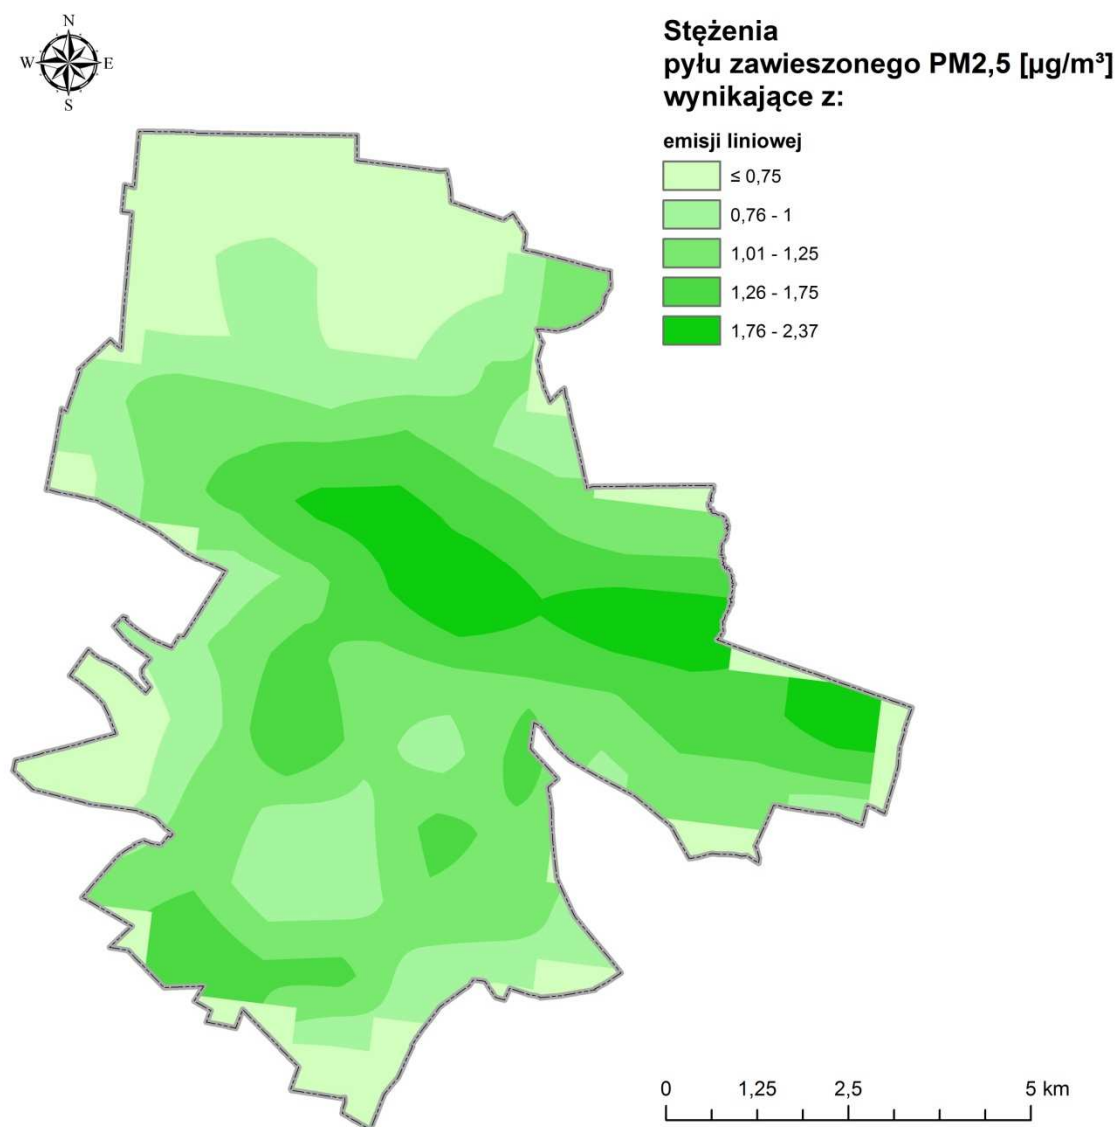 N
W E
S
Stężenia
pyłu zawieszonego PM2,5 [µg/m³]
wynikające z:
emisji liniowej
≤ 0,75
0,76 - 1
1,01 - 1,25
1,26 - 1,75
1,76 - 2,37
0 1,25 2,5 5 km